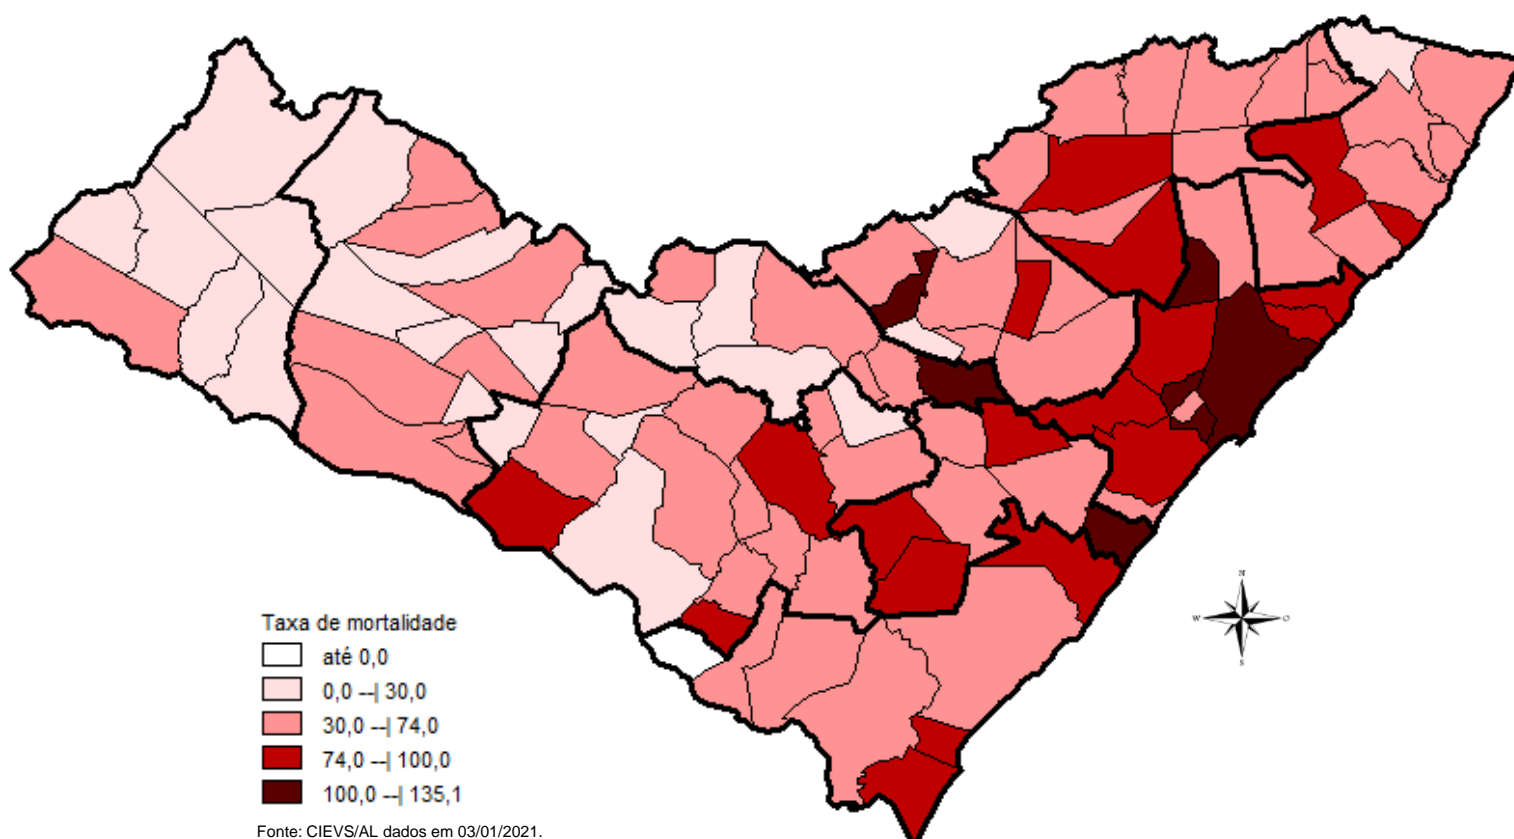 Taxa de mortalidade
até 0,0
0,0 --| 30,0
30,0 --| 74,0
74,0 --| 100,0
100,0 --| 135,1
Fonte: CIEVS/AL dados em 03/01/2021.
N
W
O
S